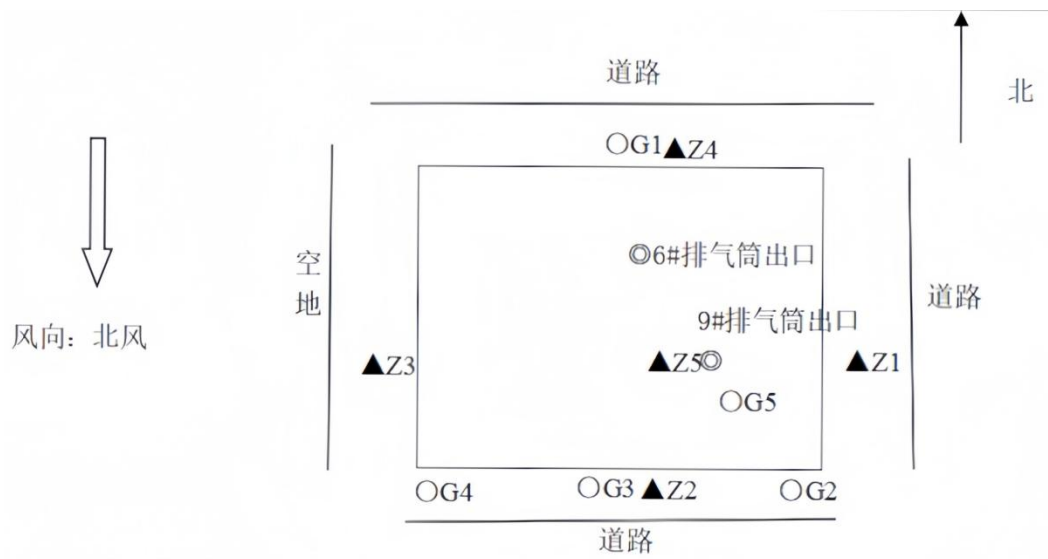 道路
北
○G1▲Z4
◎6#排气筒出口
空地
道路
9#排气筒出口
风向：北风
▲Z3
▲Z5◎
▲Z1
○G5
○G4
○G3▲Z2
○G2
道路